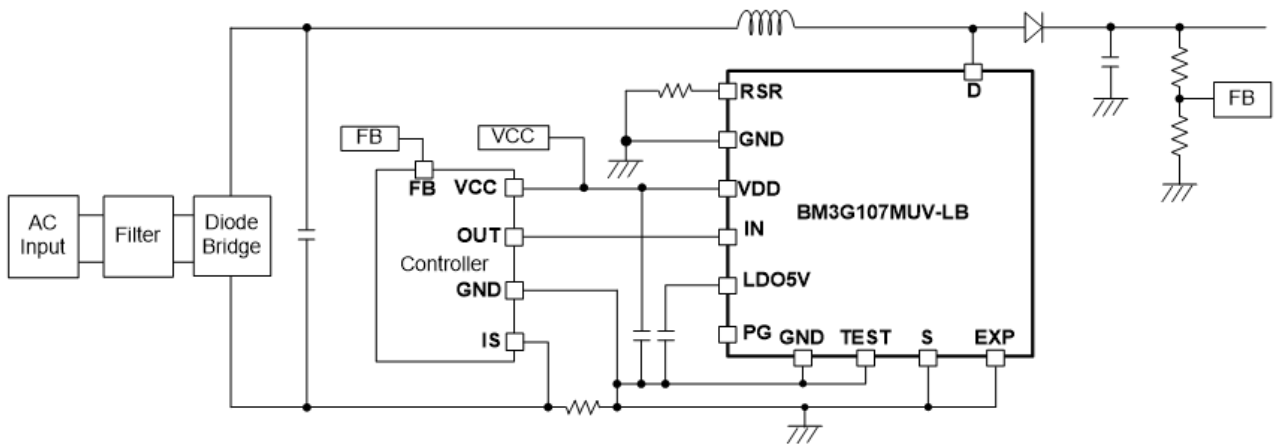 AC
Input
Filter
Diode
Bridge
FB
VCC
FB
VCC
OUT
Controller
GND
IS
RSR
D
GND
VDD
BM3G107MUV-LB
IN
LDO5V
PG
GND
TEST
S
EXP
FB